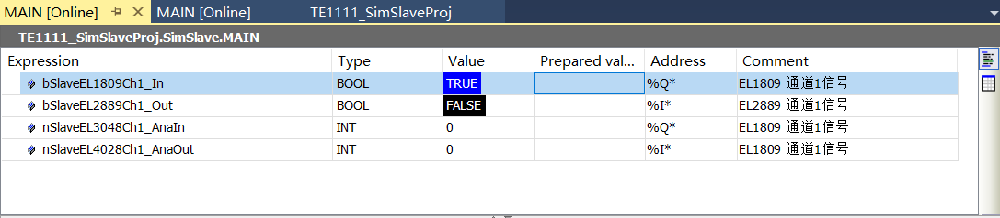 MAIN [Online] MAIN [Online] TE1111_SimSlaveProj
TE1111_SimSlaveProj.SimSlave.MAIN
Expression Type Value Prepared val... Address Comment
bSlaveEL1809Ch1_In BOOL TRUE %Q* EL1809 通道1信号
bSlaveEL2889Ch1_Out BOOL FALSE %I* EL2889 通道1信号
nSlaveEL3048Ch1_AnaIn INT 0 %Q* EL1809 通道1信号
nSlaveEL4028Ch1_AnaOut INT 0 %I* EL1809 通道1信号